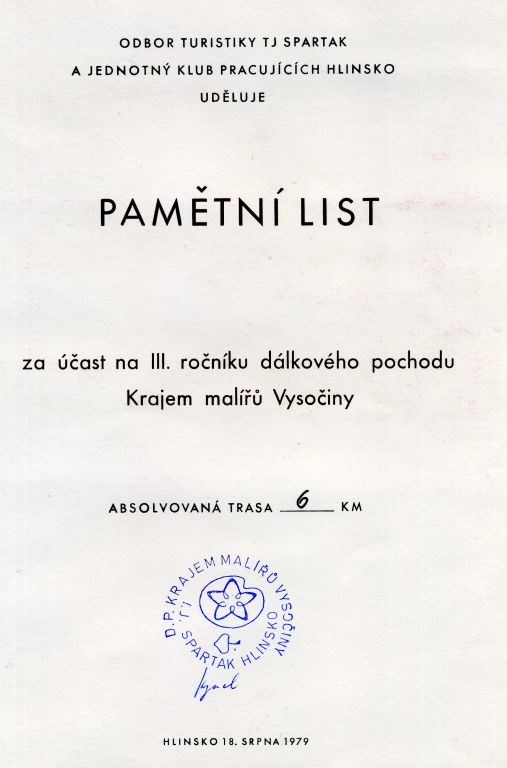 ODBOR TURISTIKY TJ SPARTAK
A JEDNOTNÝ KLUB PRACUJÍCÍCH HLINSKO
UDĚLUJE
PAMĚTNÍ LIST
za účast na III. ročníku dálkového pochodu
Krajem malířů Vysočiny
ABSOLVOVANÁ TRASA 6 KM
D.P. KRAJEM MALÍŘŮ VYSOČINY
TJ. SPARTAK HLINSKO
HLINSKO 18. SRPNA 1979